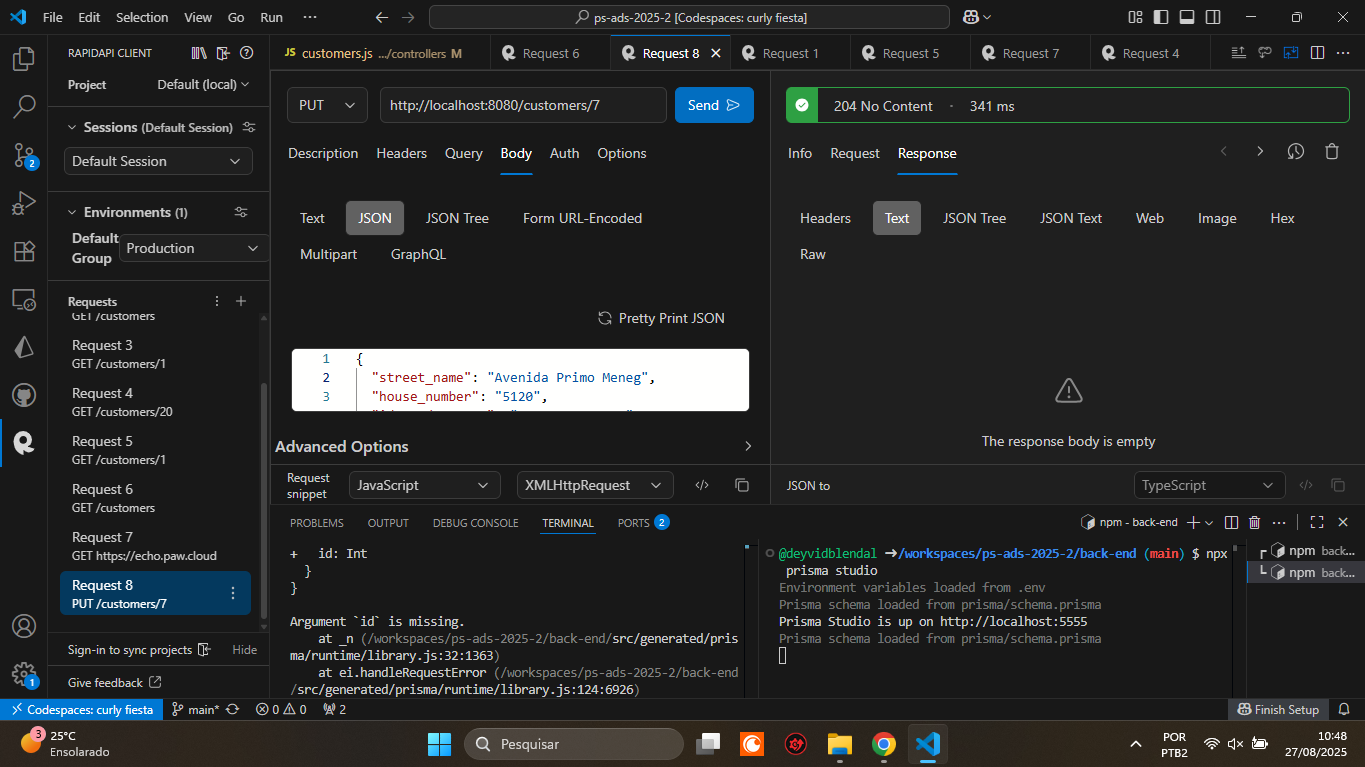 File Edit Selection View Go Run ···
ps-ads-2025-2 [Codespaces: curly fiesta]
RAPIDAPI CLIENT
Project Default (local)
Sessions (Default Session)
Default Session
Environments (1)
Default Group
Production
Requests
GET /customers
Request 3
GET /customers/1
Request 4
GET /customers/20
Request 5
GET /customers/1
Request 6
GET /customers
Request 7
GET https://echo.paw.cloud
Request 8
PUT /customers/7
Sign-in to sync projects Hide
Give feedback
2
1
JS customers.js .../controllers M
Request 6
Request 8
Request 1
Request 5
Request 7
Request 4
PUT http://localhost:8080/customers/7 Send
Description Headers Query Body Auth Options
Text JSON JSON Tree Form URL-Encoded
Multipart GraphQL
Pretty Print JSON
1 {
2 "street_name": "Avenida Primo Meneg",
3 "house_number": "5120",
Advanced Options
Request snippet JavaScript XMLHttpRequest
204 No Content · 341 ms
Info Request Response
Headers Text JSON Tree JSON Text Web Image Hex
Raw
The response body is empty
JSON to TypeScript
PROBLEMS OUTPUT DEBUG CONSOLE TERMINAL PORTS 2
npm - back-end
+ id: Int
}
}
Argument `id` is missing.
at _n (/workspaces/ps-ads-2025-2/back-end/src/generated/pris
ma/runtime/library.js:32:1363)
at ei.handleRequestError (/workspaces/ps-ads-2025-2/back-end
/src/generated/prisma/runtime/library.js:124:6926)
@deyvidblendal ➜/workspaces/ps-ads-2025-2/back-end (main) $ npx
prisma studio
Environment variables loaded from .env
Prisma schema loaded from prisma/schema.prisma
Prisma Studio is up on http://localhost:5555
Prisma schema loaded from prisma/schema.prisma
npm back...
npm back...
Codespaces: curly fiesta main* 0 0 2 Finish Setup
3
25°C
Ensolarado
Pesquisar
POR
PTB2
10:48
27/08/2025